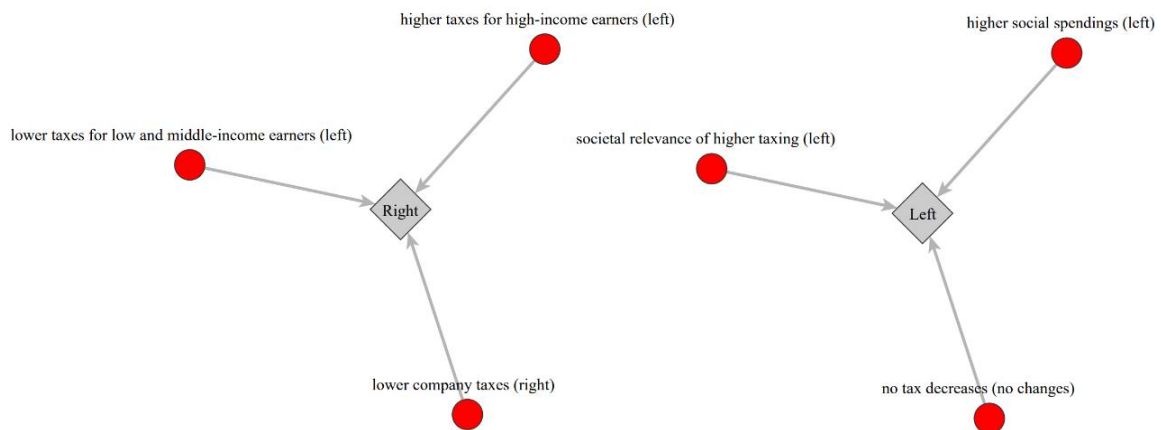 higher taxes for high-income earners (left)
higher social spendings (left)
lower taxes for low and middle-income earners (left)
societal relevance of higher taxing (left)
Right
Left
lower company taxes (right)
no tax decreases (no changes)